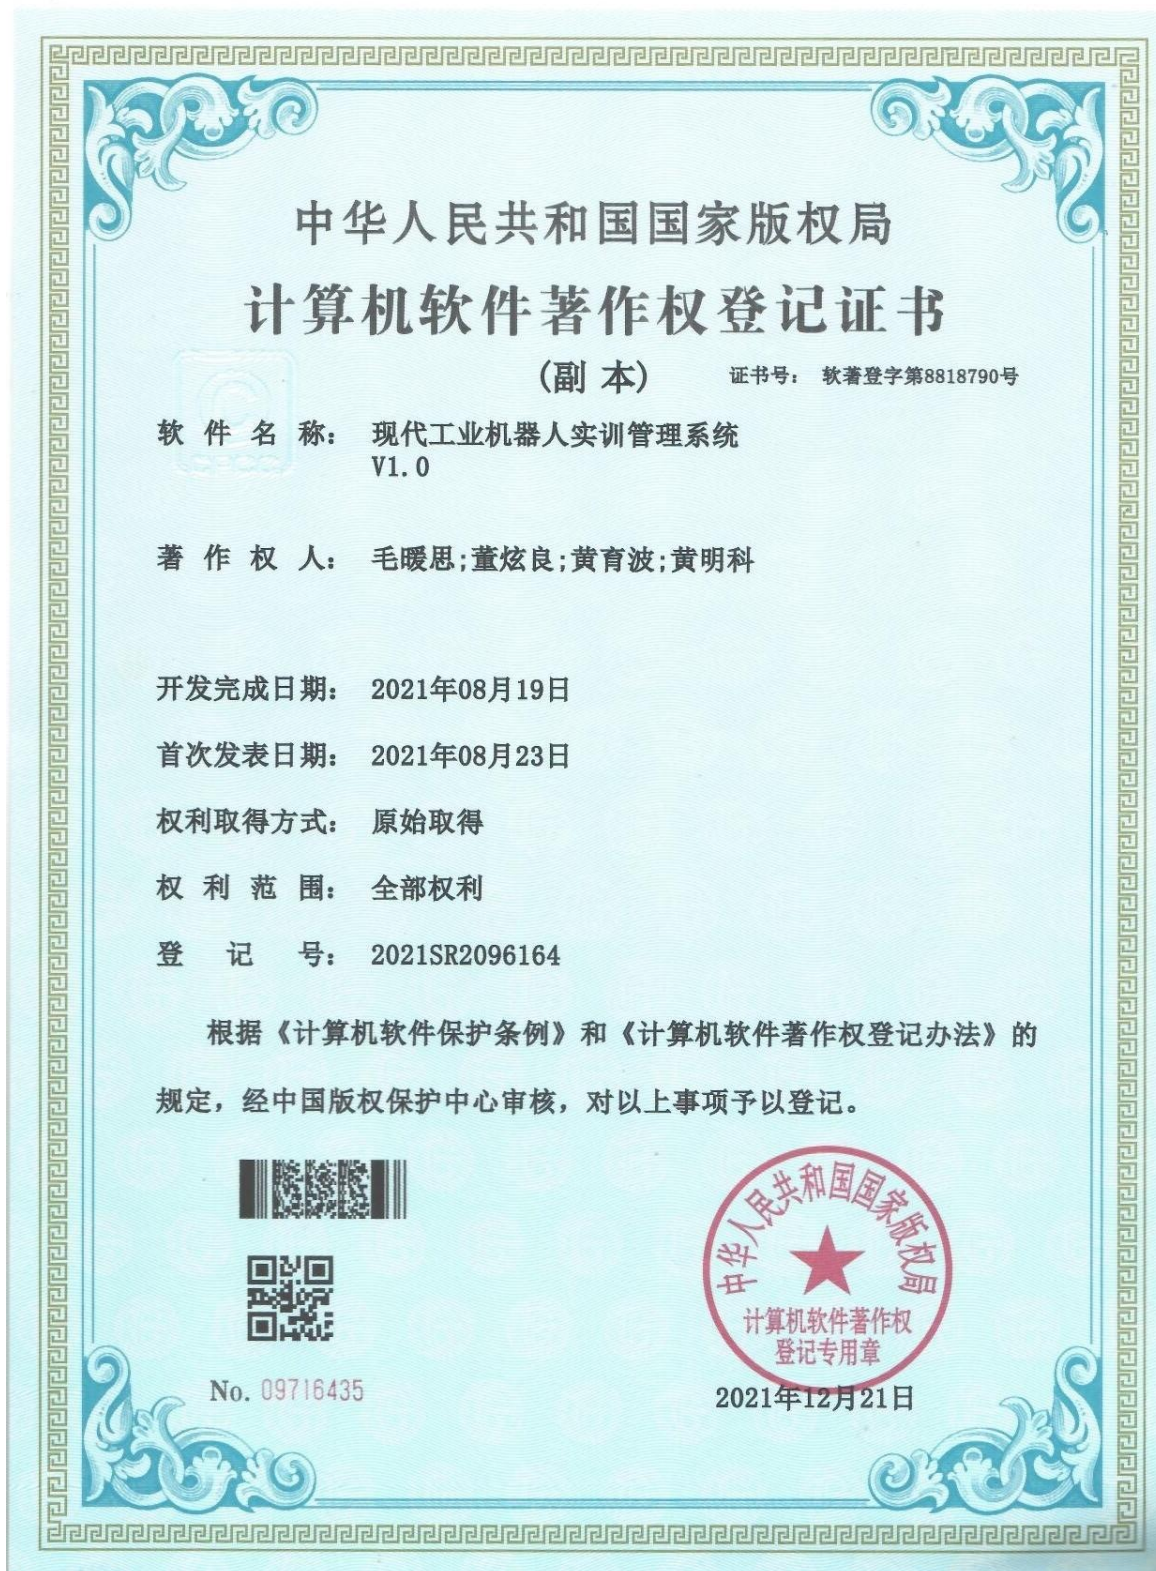 中华人民共和国国家版权局
计算机软件著作权登记证书
(副 本)
证书号： 软著登字第8818790号
软 件 名 称： 现代工业机器人实训管理系统
V1.0
著 作 权 人： 毛暖思;董炫良;黄育波;黄明科
开发完成日期： 2021年08月19日
首次发表日期： 2021年08月23日
权利取得方式： 原始取得
权 利 范 围： 全部权利
登 记 号： 2021SR2096164
根据《计算机软件保护条例》和《计算机软件著作权登记办法》的
规定，经中国版权保护中心审核，对以上事项予以登记。
中华人民共和国国家版权局
计算机软件著作权
登记专用章
No. 09716435
2021年12月21日